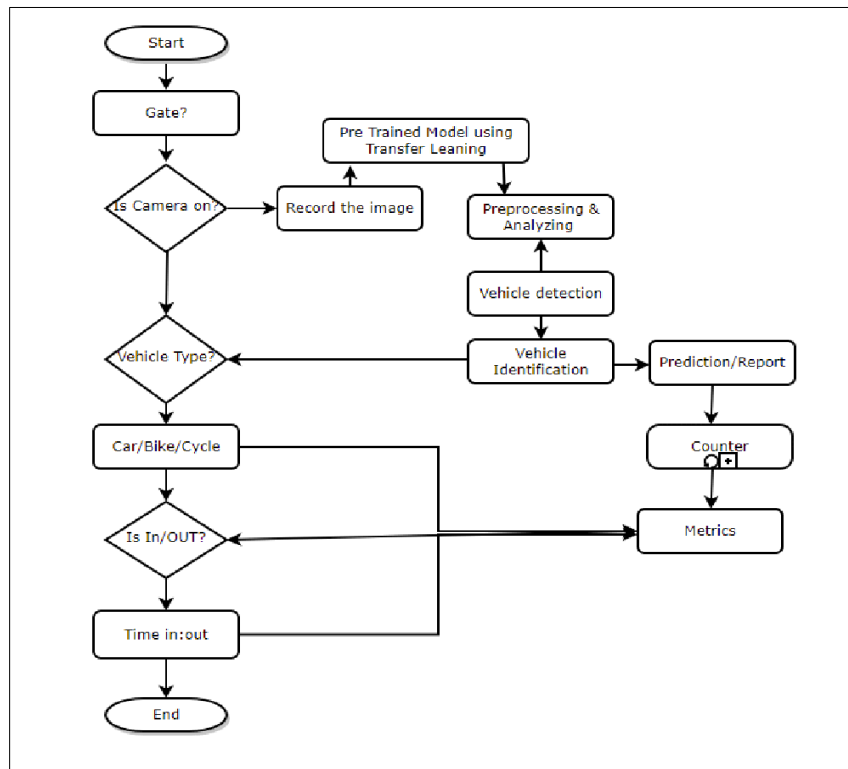 Start
Gate?
Pre Trained Model using
Transfer Leaning
Is Camera on?
Record the image
Preprocessing &
Analyzing
Vehicle detection
Vehicle Type?
Vehicle
Identification
Prediction/Report
Car/Bike/Cycle
Counter
Is In/OUT?
Metrics
Time in:out
End